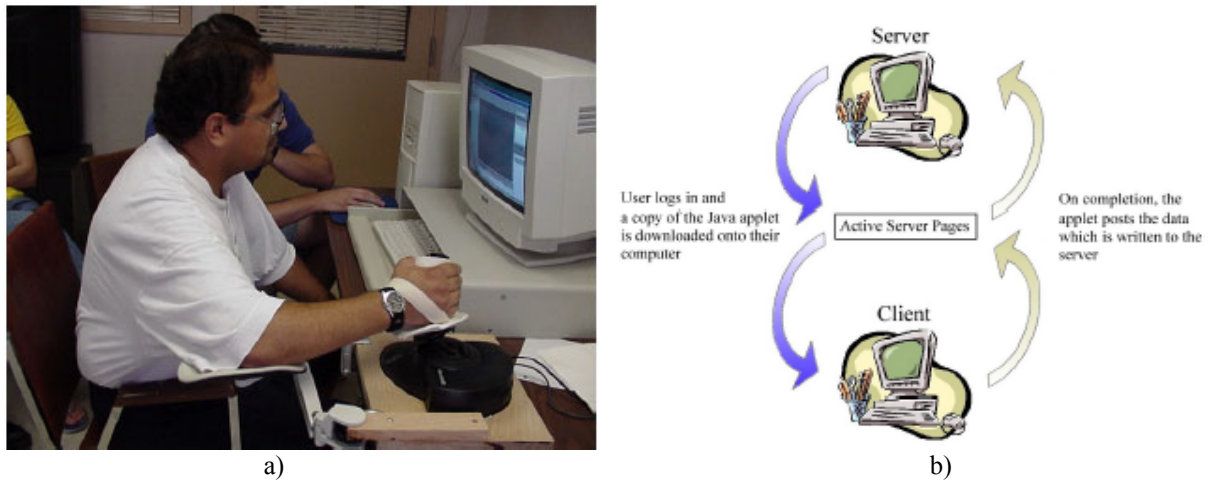 Server
User logs in and
a copy of the Java applet
is downloaded onto their
computer
Active Server Pages
On completion, the
applet posts the data
which is written to the
server
Client
a)
b)